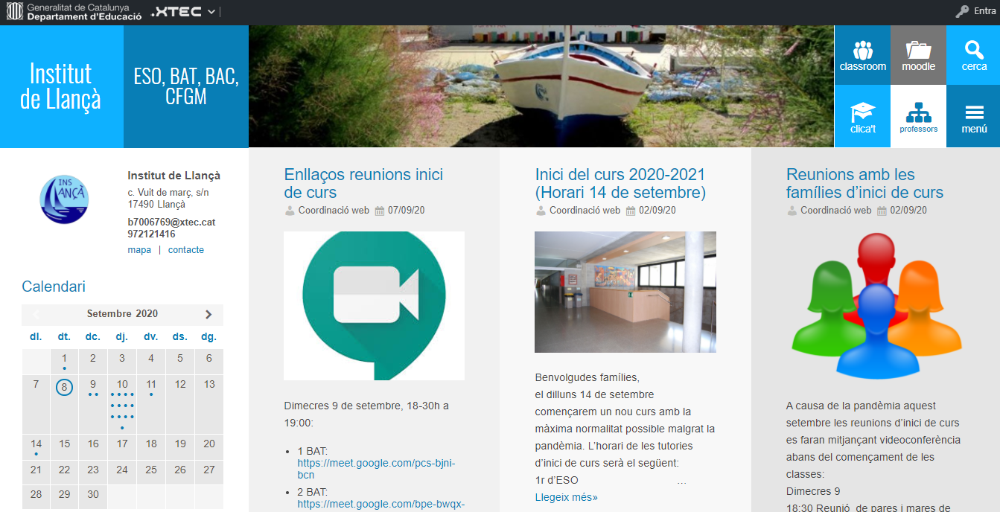 Generalitat de Catalunya
Departament d'Educació
.XTEC
Entra
Institut
de Llançà
ESO, BAT, BAC,
CFGM
classroom
moodle
cerca
clica't
professors
menú
INS
LLANÇÀ
Institut de Llançà
c. Vuit de març, s/n
17490 Llançà
b7006769@xtec.cat
972121416
mapa | contacte
Calendari
Setembre 2020
dl. dt. dc. dj. dv. ds. dg.
1 2 3 4 5 6
7 8 9 10 11 12 13
14 15 16 17 18 19 20
21 22 23 24 25 26 27
28 29 30
Enllaços reunions inici
de curs
Coordinació web 07/09/20
Dimecres 9 de setembre, 18-30h a
19:00:
• 1 BAT:
https://meet.google.com/pcs-bjni-
bcn
• 2 BAT:
https://meet.google.com/bpe-bwqx-
Inici del curs 2020-2021
(Horari 14 de setembre)
Coordinació web 02/09/20
Benvolgudes famílies,
el dilluns 14 de setembre
començarem un nou curs amb la
màxima normalitat possible malgrat la
pandèmia. L’horari de les tutories
d’inici de curs serà el següent:
1r d’ESO …
Llegeix més»
Reunions amb les
famílies d’inici de curs
Coordinació web 02/09/20
A causa de la pandèmia aquest
setembre les reunions d’inici de curs
es faran mitjançant videoconferència
abans del començament de les
classes:
Dimecres 9
18:30 Reunió de pares i mares de